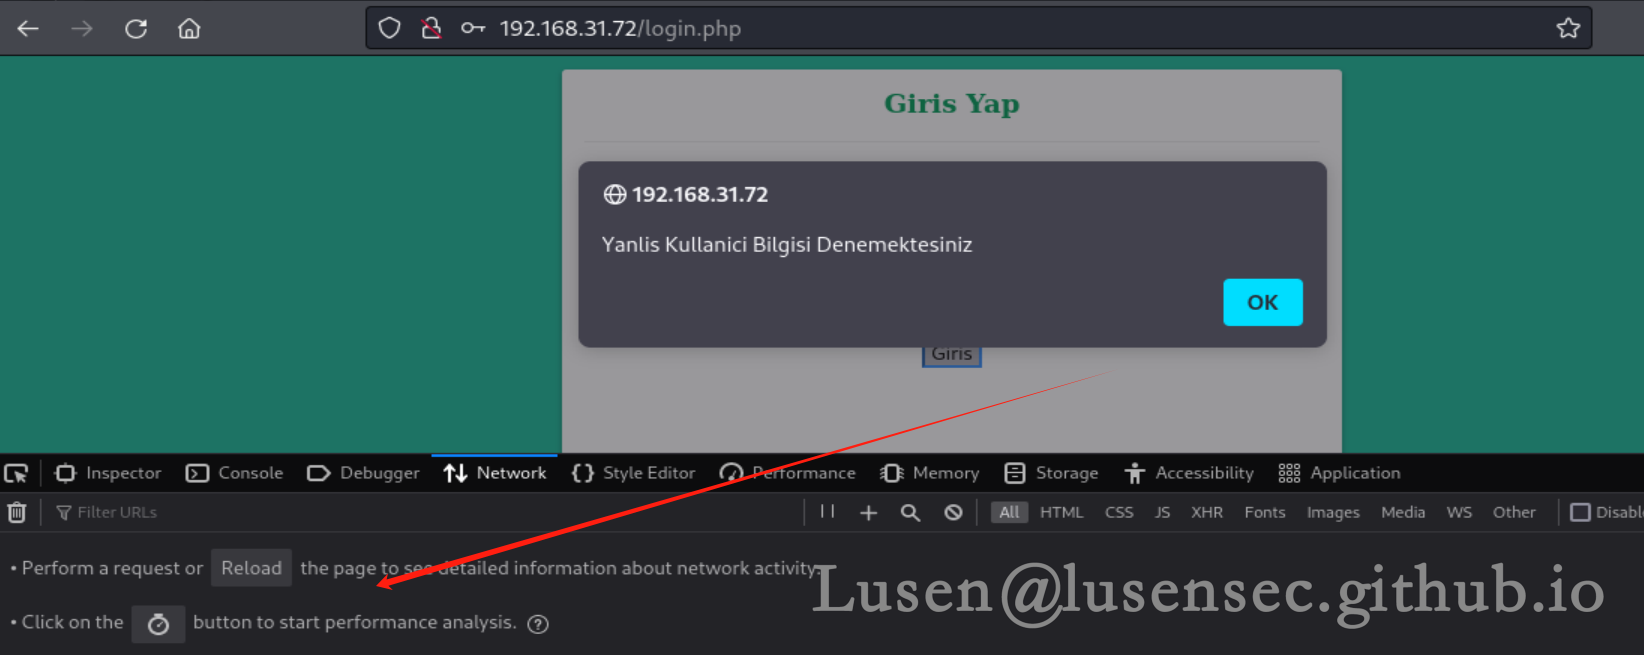 192.168.31.72/login.php
Giris Yap
192.168.31.72
Yanlis Kullanici Bilgisi Denemektesiniz
OK
Giris
Inspector Console Debugger Network Style Editor Performance Memory Storage Accessibility Application
Filter URLs All HTML CSS JS XHR Fonts Images Media WS Other Disabl
• Perform a request or Reload the page to see detailed information about network activity.
• Click on the button to start performance analysis. ?
Lusen@lusensec.github.io